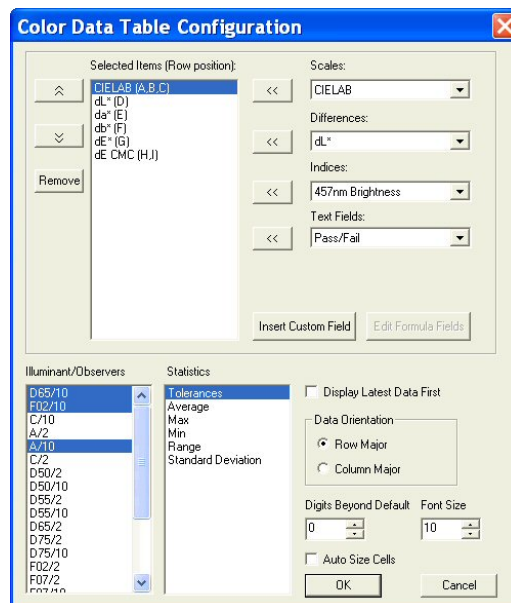 Color Data Table Configuration
Selected Items (Row position):
CIELAB (A,B,C)
dL* (D)
da* (E)
db* (F)
dE* (G)
dE CMC (H,I)
Remove
Scales:
<< CIELAB
Differences:
<< dL*
Indices:
<< 457nm Brightness
Text Fields:
<< Pass/Fail
Insert Custom Field
Edit Formula Fields
Illuminant/Observers
D65/10
F02/10
C/10
A/2
A/10
C/2
D50/2
D50/10
D55/2
D55/10
D65/2
D75/2
D75/10
F02/2
F07/2
F07/10
Statistics
Tolerances
Average
Max
Min
Range
Standard Deviation
Display Latest Data First
Data Orientation
Row Major
Column Major
Digits Beyond Default Font Size
0 10
Auto Size Cells
OK Cancel